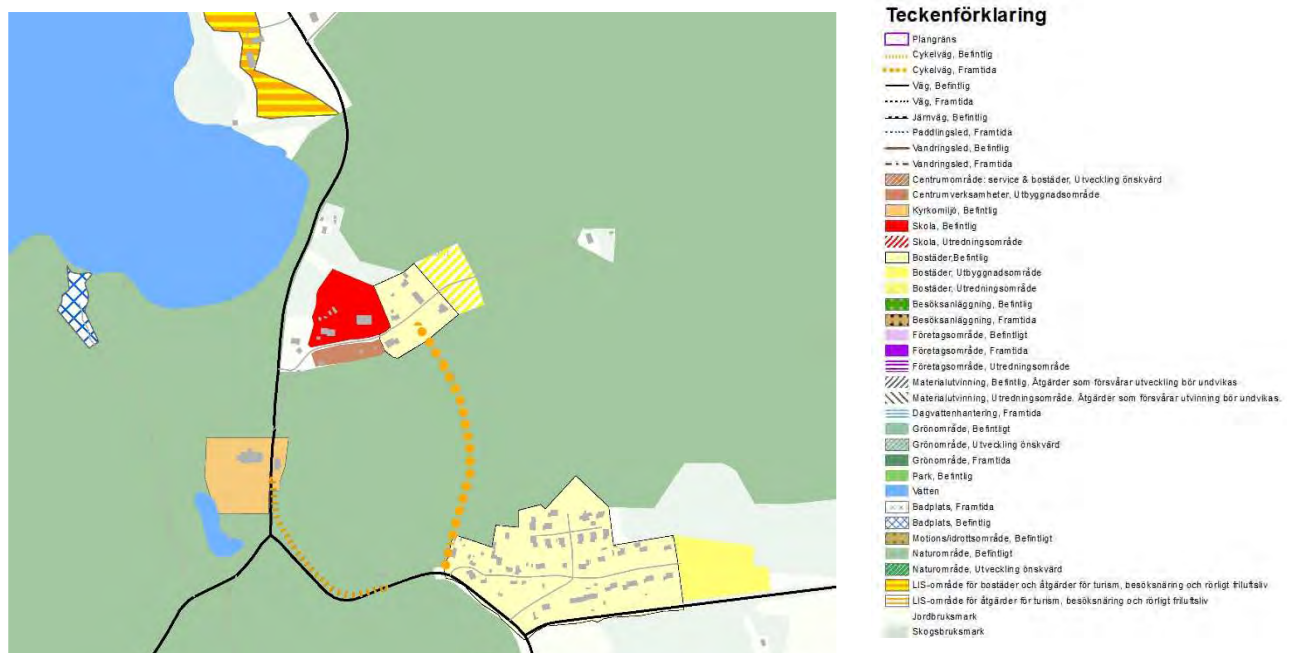 Teckenförklaring
Plangräns
Cykelväg, Befintlig
Cykelväg, Framtida
Väg, Befintlig
Väg, Framtida
Järnväg, Befintlig
Paddlingsled, Framtida
Vandringsled, Befintlig
Vandringsled, Framtida
Centrumområde: service & bostäder, Utveckling önskvärd
Centrumverksamheter, Utbyggnadsområde
Kyrkomiljö, Befintlig
Skola, Befintlig
Skola, Utredningsområde
Bostäder,Befintlig
Bostäder, Utbyggnadsområde
Bostäder, Utredningsområde
Besöksanläggning, Befintlig
Besöksanläggning, Framtida
Företagsområde, Befintligt
Företagsområde, Framtida
Företagsområde, Utredningsområde
Materialutvinning, Befintlig, Åtgärder som försvårar utveckling bör undvikas
Materialutvinning, Utredningsområde. Åtgärder som försvårar utvinning bör undvikas.
Dagvattenhantering, Framtida
Grönområde, Befintligt
Grönområde, Utveckling önskvärd
Grönområde, Framtida
Park, Befintlig
Vatten
Badplats, Framtida
Badplats, Befintlig
Motions/idrottsområde, Befintligt
Naturområde, Befintligt
Naturområde, Utveckling önskvärd
LIS-område för bostäder och åtgärder för turism, besöksnäring och rörligt friluftsliv
LIS-område för åtgärder för turism, besöksnäring och rörligt friluftsliv
Jordbruksmark
Skogsbruksmark